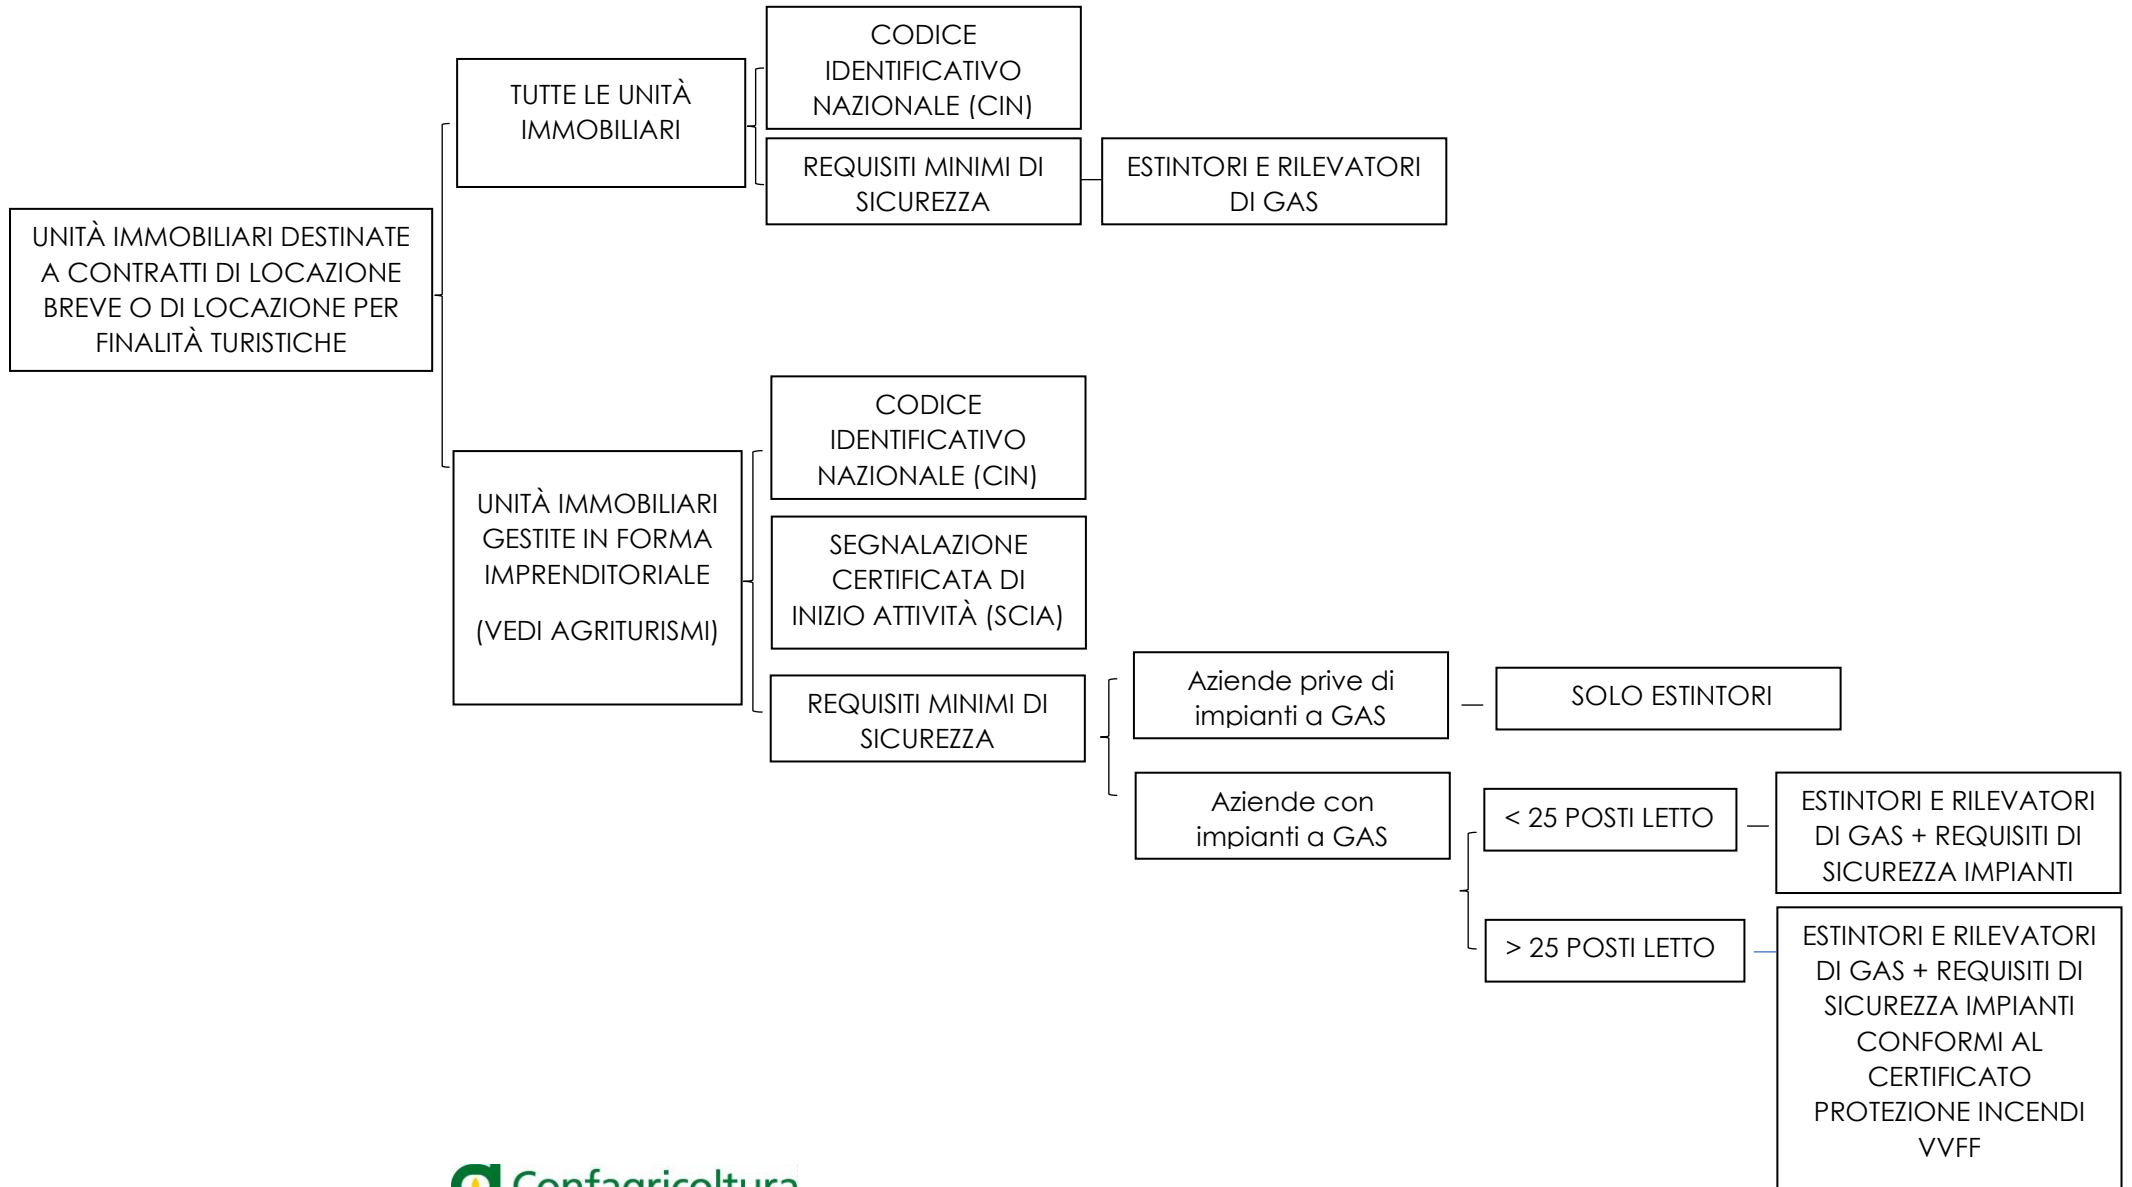 UNITÀ IMMOBILIARI DESTINATE
A CONTRATTI DI LOCAZIONE
BREVE O DI LOCAZIONE PER
FINALITÀ TURISTICHE
TUTTE LE UNITÀ
IMMOBILIARI
CODICE
IDENTIFICATIVO
NAZIONALE (CIN)
REQUISITI MINIMI DI
SICUREZZA
ESTINTORI E RILEVATORI
DI GAS
UNITÀ IMMOBILIARI
GESTITE IN FORMA
IMPRENDITORIALE
(VEDI AGRITURISMI)
CODICE
IDENTIFICATIVO
NAZIONALE (CIN)
SEGNALAZIONE
CERTIFICATA DI
INIZIO ATTIVITÀ (SCIA)
REQUISITI MINIMI DI
SICUREZZA
Aziende prive di
impianti a GAS
SOLO ESTINTORI
Aziende con
impianti a GAS
< 25 POSTI LETTO
ESTINTORI E RILEVATORI
DI GAS + REQUISITI DI
SICUREZZA IMPIANTI
> 25 POSTI LETTO
ESTINTORI E RILEVATORI
DI GAS + REQUISITI DI
SICUREZZA IMPIANTI
CONFORMI AL
CERTIFICATO
PROTEZIONE INCENDI
VVFF
Confagricoltura